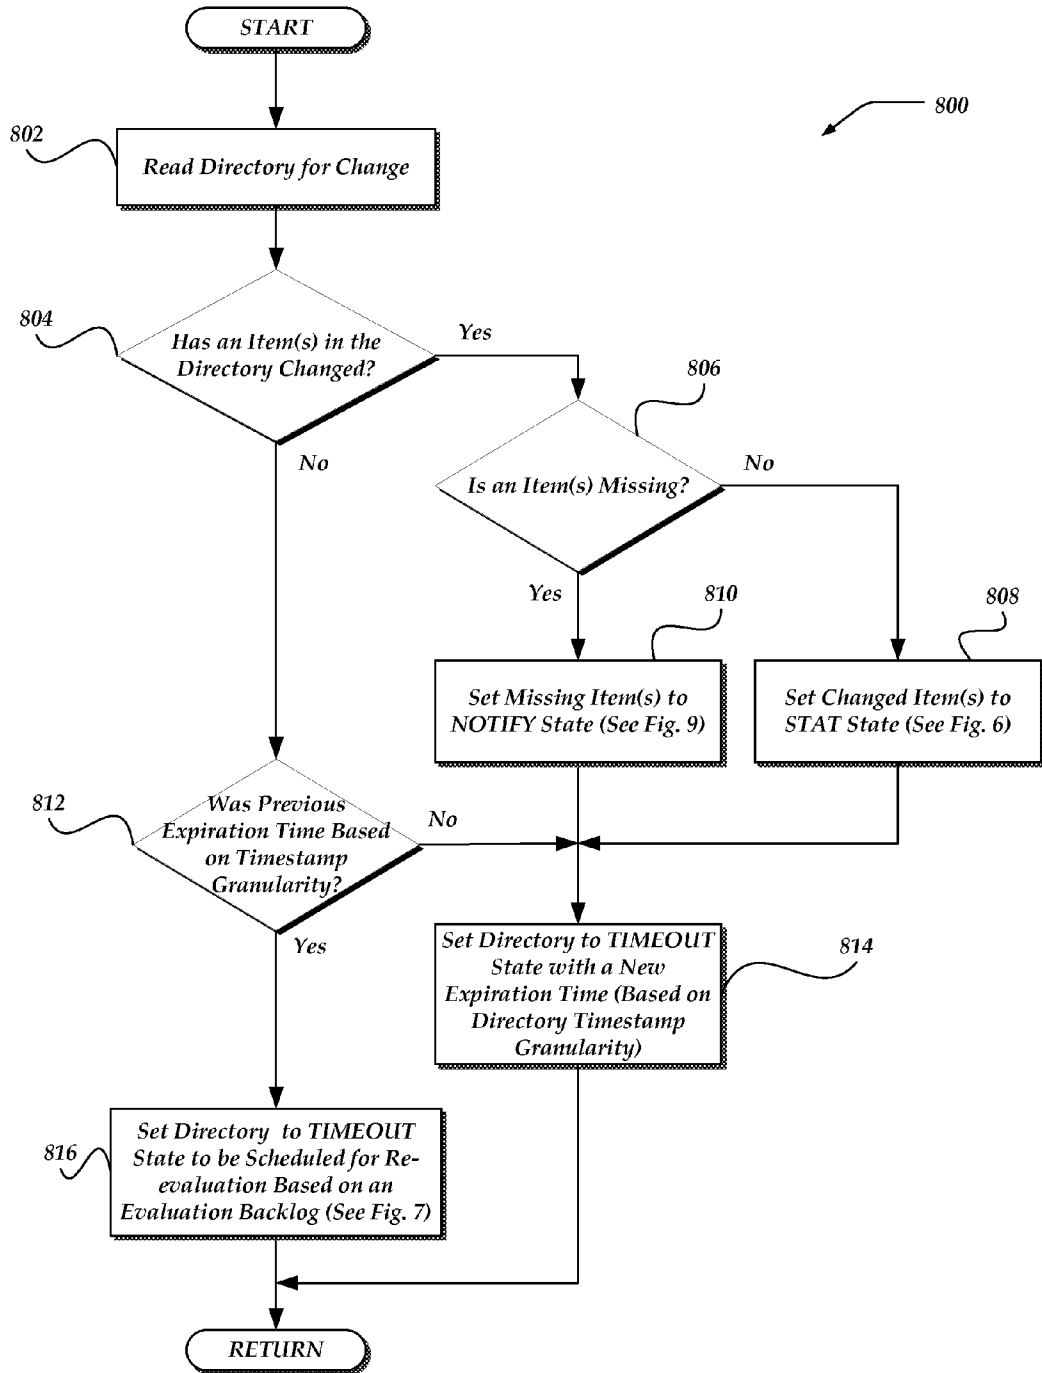 START
800
802
Read Directory for Change
804
Has an Item(s) in the
Directory Changed?
Yes
No
806
Is an Item(s) Missing?
No
Yes
810
808
Set Missing Item(s) to
NOTIFY State (See Fig. 9)
Set Changed Item(s) to
STAT State (See Fig. 6)
812
Was Previous
Expiration Time Based
on Timestamp
Granularity?
No
Yes
Set Directory to TIMEOUT
State with a New
Expiration Time (Based on
Directory Timestamp
Granularity)
814
816
Set Directory to TIMEOUT
State to be Scheduled for Re-
evaluation Based on an
Evaluation Backlog (See Fig. 7)
RETURN